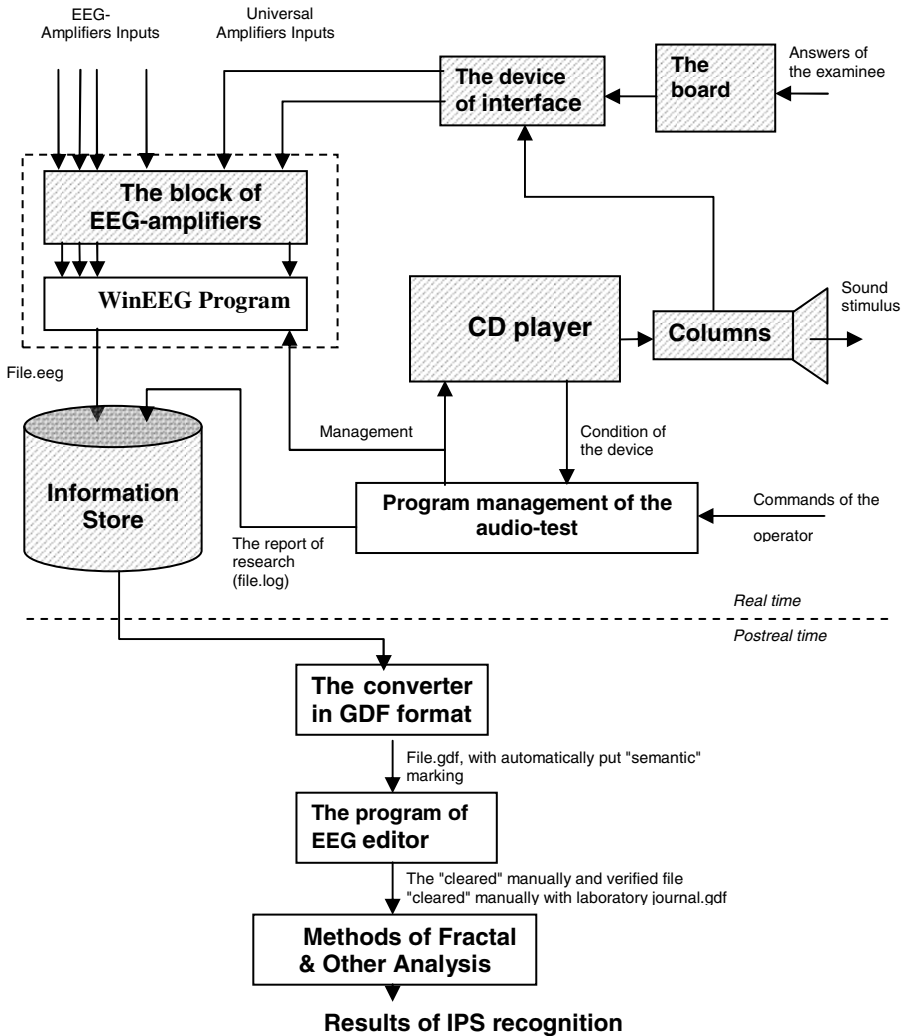 EEG-
Amplifiers Inputs
Universal
Amplifiers Inputs
The device
of interface
The
board
Answers of
the examinee
The block of
EEG-amplifiers
WinEEG Program
CD player
Columns
Sound
stimulus
File.eeg
Management
Condition of
the device
Information
Store
Program management of the
audio-test
Commands of the
operator
The report of
research
(file.log)
Real time
Postreal time
The converter
in GDF format
File.gdf, with automatically put "semantic"
marking
The program of
EEG editor
The "cleared" manually and verified file
"cleared" manually with laboratory journal.gdf
Methods of Fractal
& Other Analysis
Results of IPS recognition